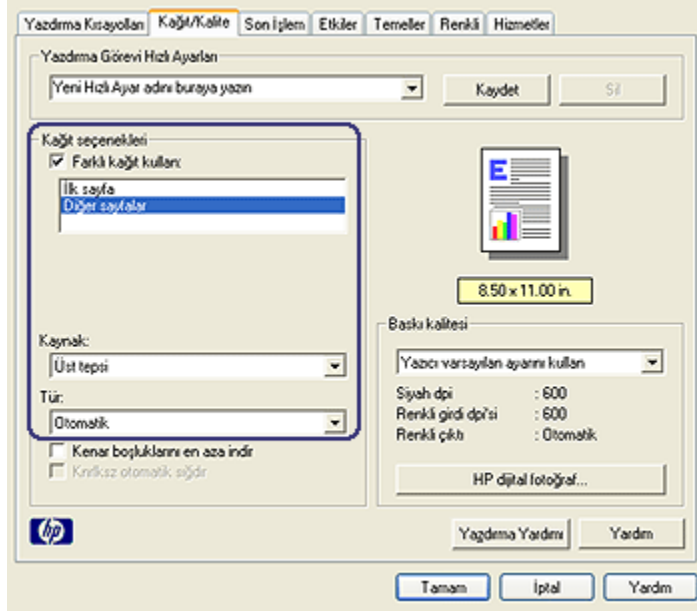 Yazdırma Kısayolları Kağıt/Kalite Son İşlem Etkiler Temeller Renkli Hizmetler
Yazdırma Görevi Hızlı Ayarları
Yeni Hızlı Ayar adını buraya yazın Kaydet Sil
Kağıt seçenekleri
Farklı kağıt kullan:
İlk sayfa
Diğer sayfalar
E
8.50 x 11.00 in.
Kaynak:
Üst tepsi
Tür:
Otomatik
Kenar boşluklarını en aza indir
otomatik sığdır
Baskı kalitesi
Yazıcı varsayılan ayarını kullan
Siyah dpi : 600
Renkli girdi dpi'si : 600
Renkli çıktı : Otomatik
HP dijital fotoğraf...
hp
Yazdırma Yardımı Yardım
Tamam İptal Yardım